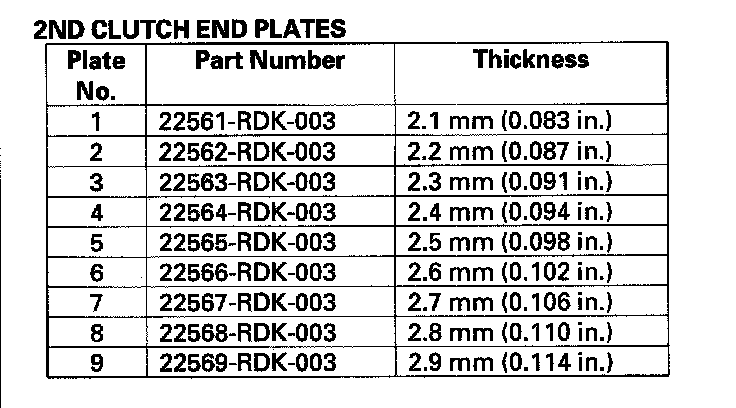 2ND CLUTCH END PLATES
Plate No. Part Number Thickness
1 22561-RDK-003 2.1 mm (0.083 in.)
2 22562-RDK-003 2.2 mm (0.087 in.)
3 22563-RDK-003 2.3 mm (0.091 in.)
4 22564-RDK-003 2.4 mm (0.094 in.)
5 22565-RDK-003 2.5 mm (0.098 in.)
6 22566-RDK-003 2.6 mm (0.102 in.)
7 22567-RDK-003 2.7 mm (0.106 in.)
8 22568-RDK-003 2.8 mm (0.110 in.)
9 22569-RDK-003 2.9 mm (0.114 in.)